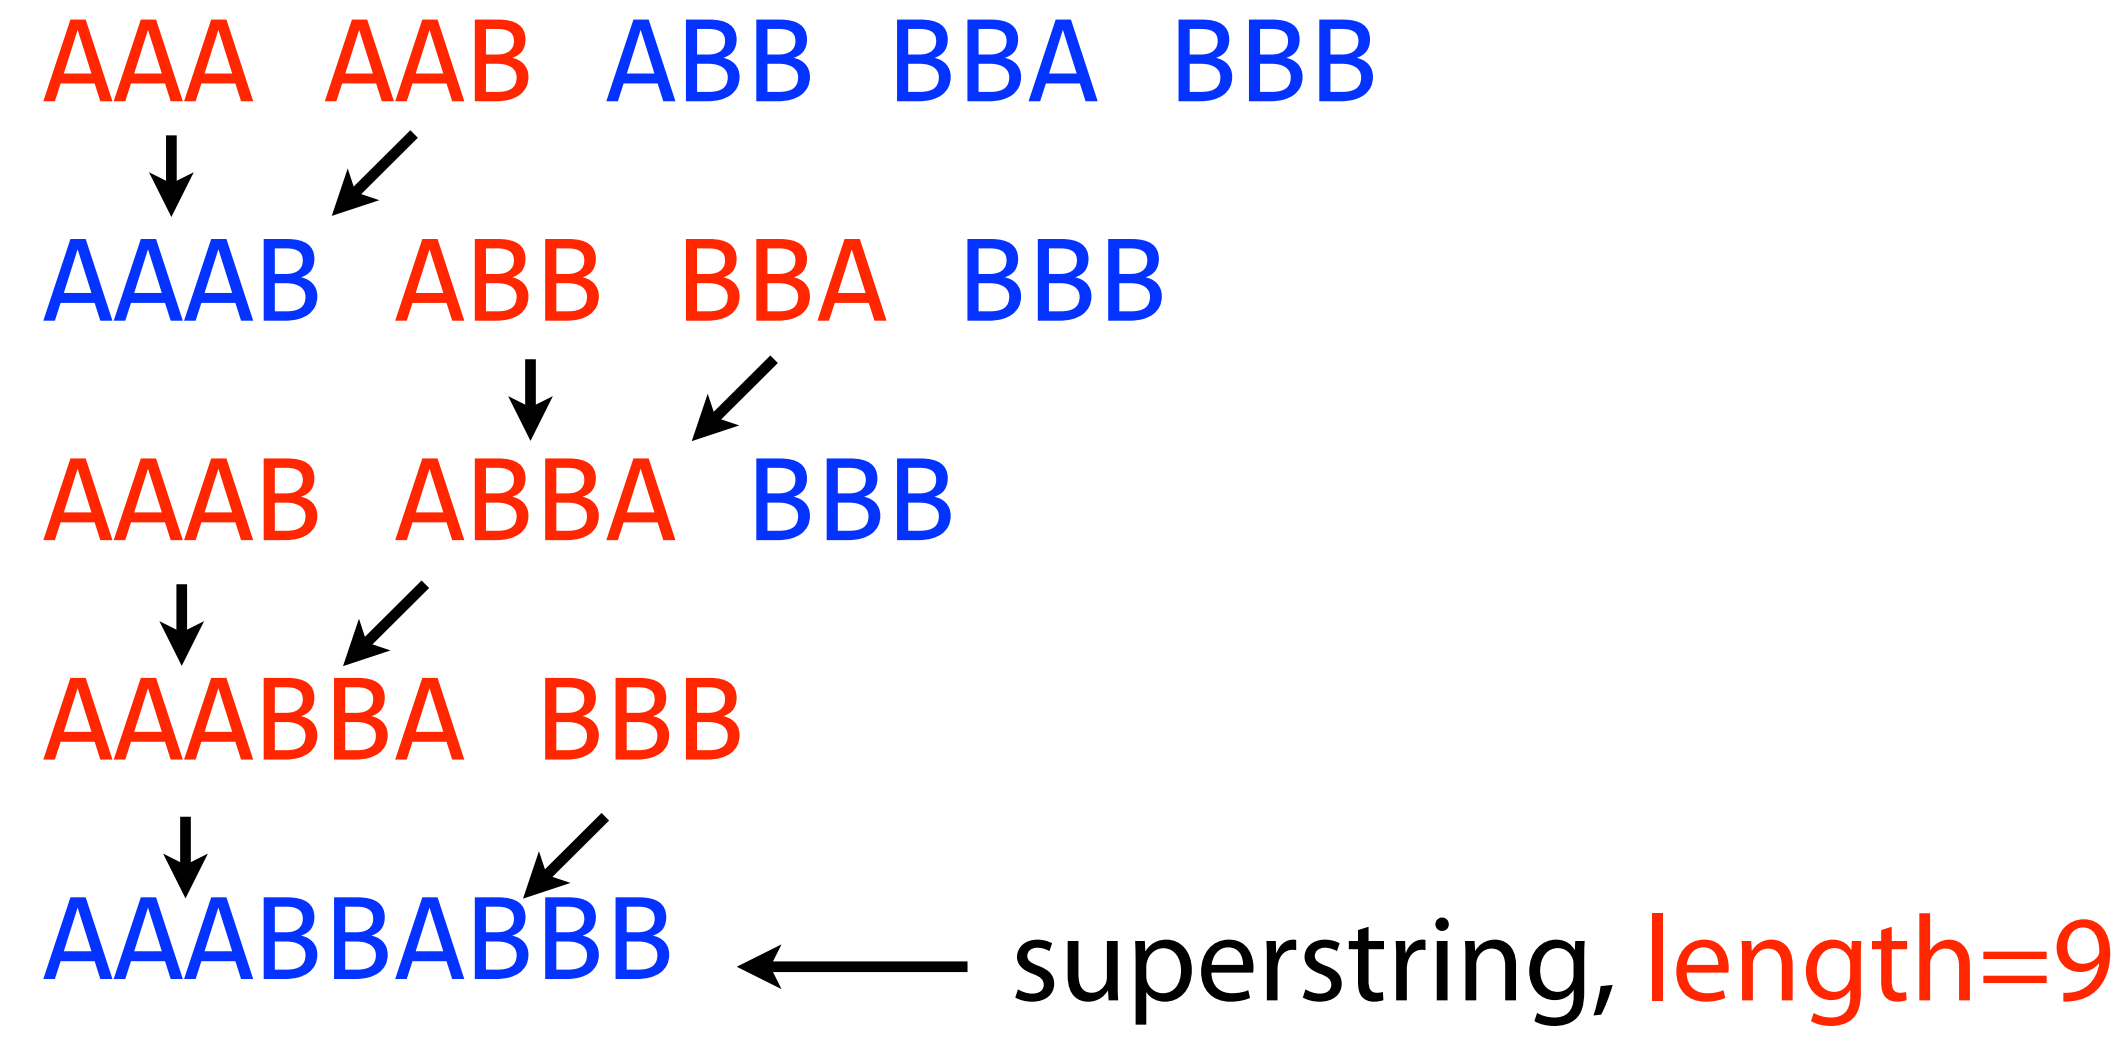 AAA AAB ABB BBA BBB
AAAB ABB BBA BBB
AAAB ABBA BBB
AAABBA BBB
AAABBABBB superstring, length=9